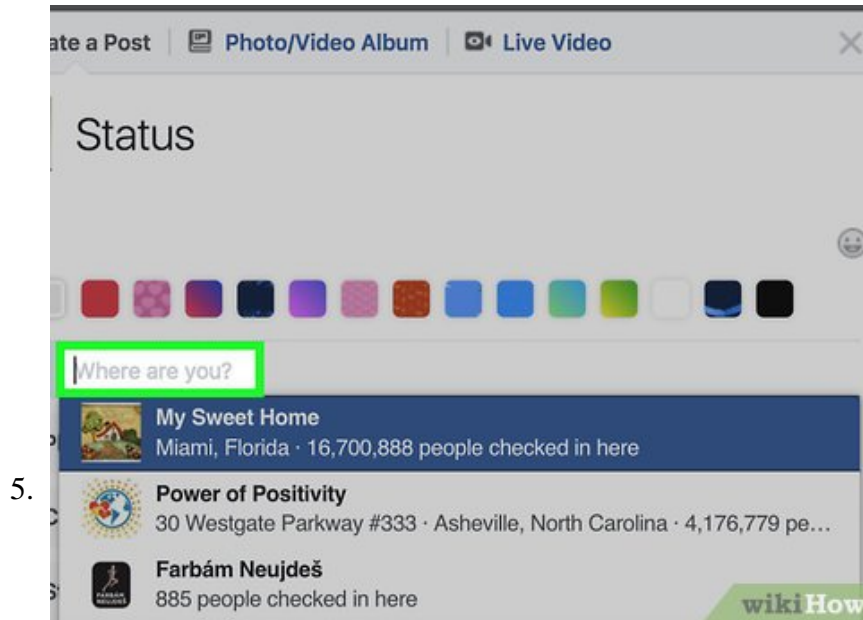 ate a Post Photo/Video Album Live Video
Status
Where are you?
My Sweet Home
Miami, Florida · 16,700,888 people checked in here
5.
Power of Positivity
30 Westgate Parkway #333 · Asheville, North Carolina · 4,176,779 pe...
Farbám Neujdeš
885 people checked in here
wikiHow